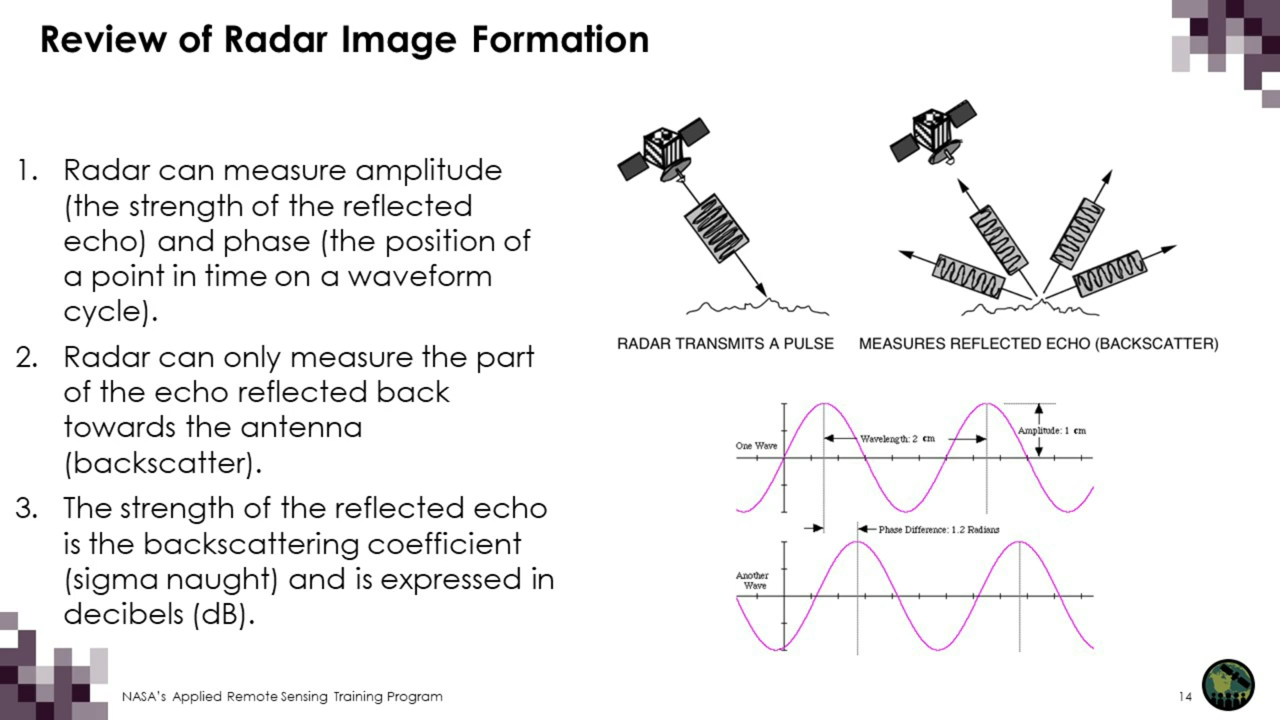 Review of Radar Image Formation
1. Radar can measure amplitude
(the strength of the reflected
echo) and phase (the position of
a point in time on a waveform
cycle).
2. Radar can only measure the part
of the echo reflected back
towards the antenna
(backscatter).
3. The strength of the reflected echo
is the backscattering coefficient
(sigma naught) and is expressed in
decibels (dB).
RADAR TRANSMITS A PULSE
MEASURES REFLECTED ECHO (BACKSCATTER)
One Wave
Wavelength: 2 cm
Amplitude: 1 cm
Phase Difference: 1.2 Radians
Another
Wave
NASA's Applied Remote Sensing Training Program
14